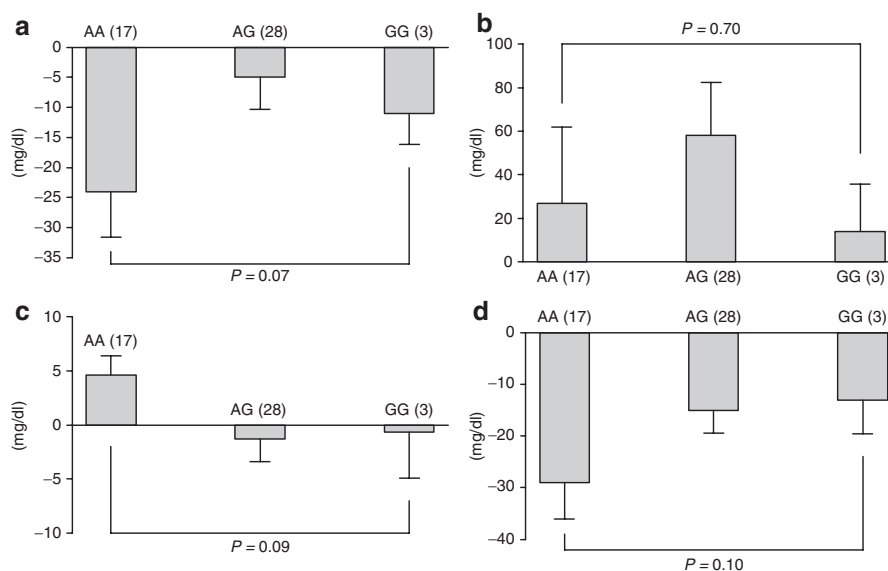 a
AA (17) AG (28) GG (3)
0
–5
–10
–15
–20
–25
–30
–35
(mg/dl)
P = 0.07
b
P = 0.70
100
80
60
40
20
0
(mg/dl)
AA (17) AG (28) GG (3)
c
10
5
0
–5
–10
(mg/dl)
AA (17)
AG (28) GG (3)
P = 0.09
d
AA (17) AG (28) GG (3)
0
–10
–20
–30
–40
(mg/dl)
P = 0.10